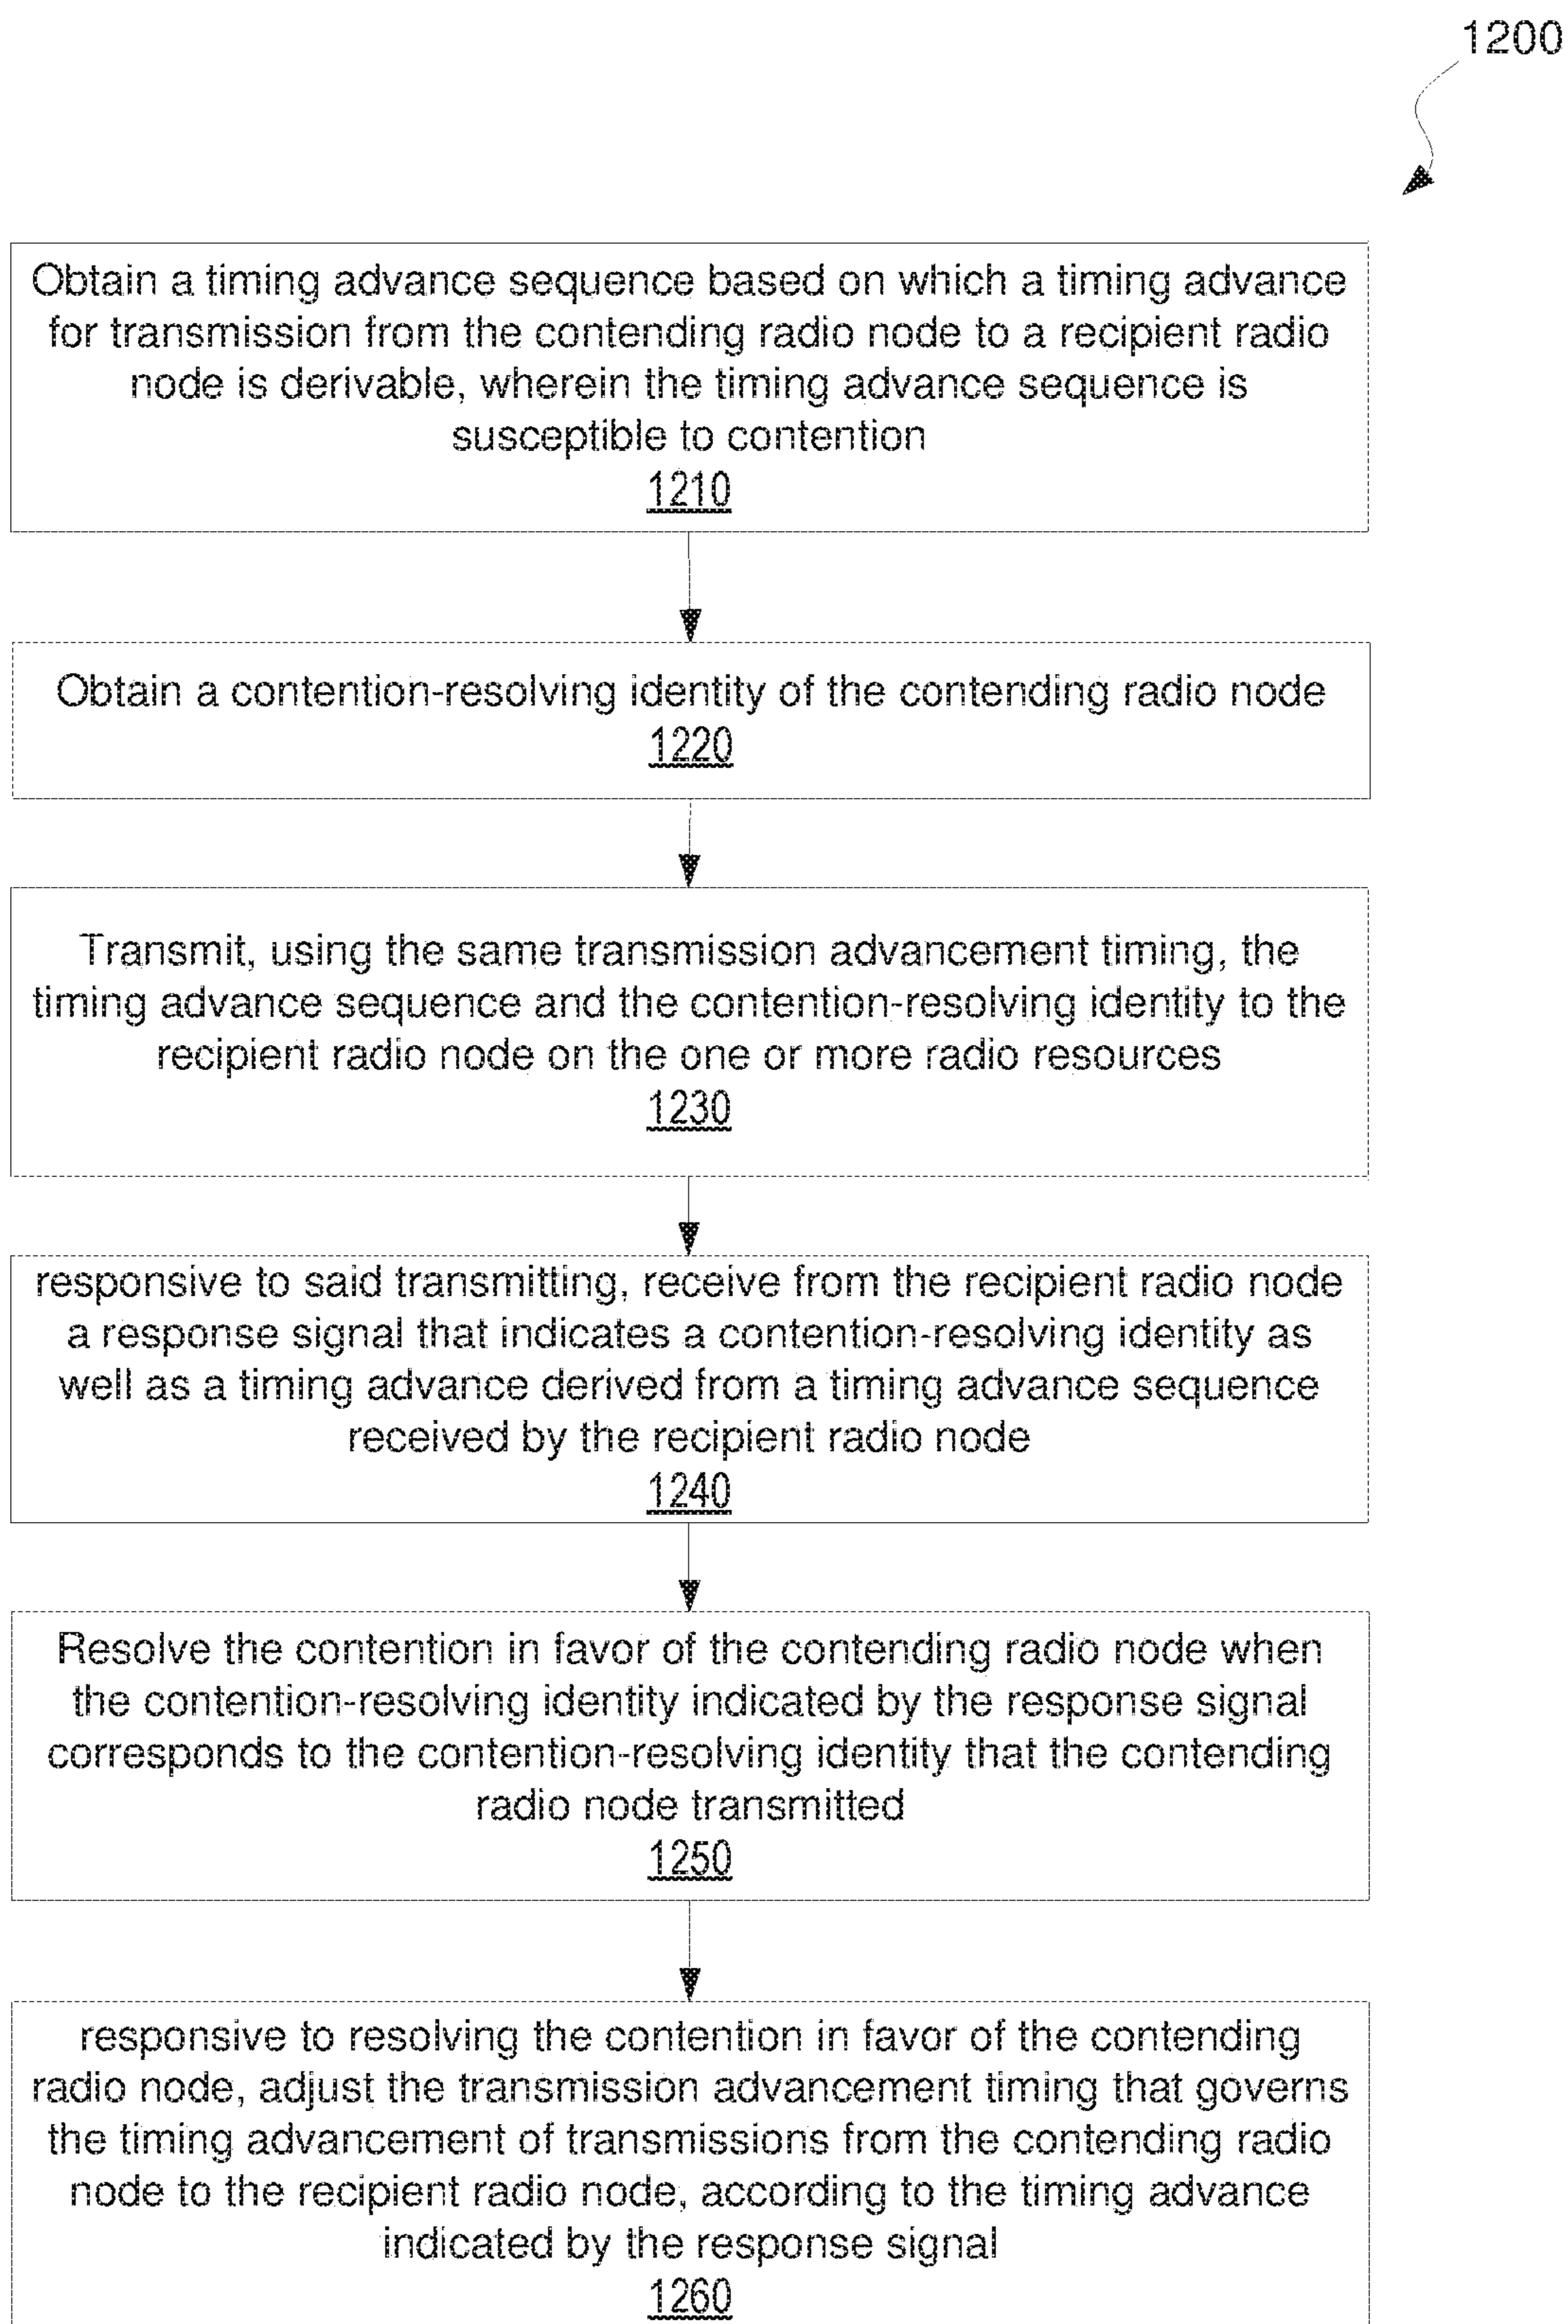 1200
Obtain a timing advance sequence based on which a timing advance
for transmission from the contending radio node to a recipient radio
node is derivable, wherein the timing advance sequence is
susceptible to contention
1210
Obtain a contention-resolving identity of the contending radio node
1220
Transmit, using the same transmission advancement timing, the
timing advance sequence and the contention-resolving identity to the
recipient radio node on the one or more radio resources
1230
responsive to said transmitting, receive from the recipient radio node
a response signal that indicates a contention-resolving identity as
well as a timing advance derived from a timing advance sequence
received by the recipient radio node
1240
Resolve the contention in favor of the contending radio node when
the contention-resolving identity indicated by the response signal
corresponds to the contention-resolving identity that the contending
radio node transmitted
1250
responsive to resolving the contention in favor of the contending
radio node, adjust the transmission advancement timing that governs
the timing advancement of transmissions from the contending radio
node to the recipient radio node, according to the timing advance
indicated by the response signal
1260